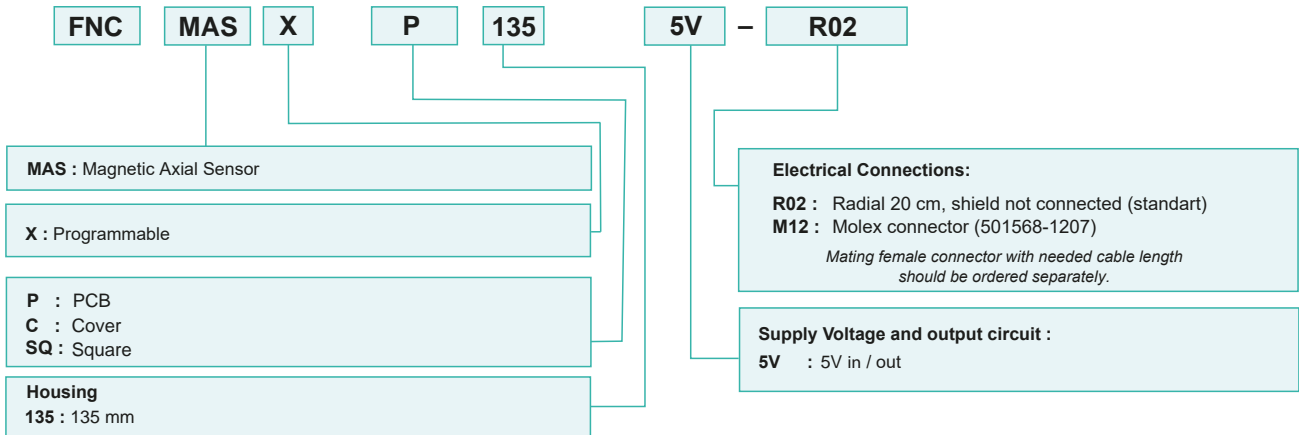 FNC MAS X P 135 5V – R02
MAS : Magnetic Axial Sensor
X : Programmable
P : PCB
C : Cover
SQ : Square
Housing
135 : 135 mm
Electrical Connections:
R02 : Radial 20 cm, shield not connected (standart)
M12 : Molex connector (501568-1207)
Mating female connector with needed cable length
should be ordered separately.
Supply Voltage and output circuit :
5V : 5V in / out